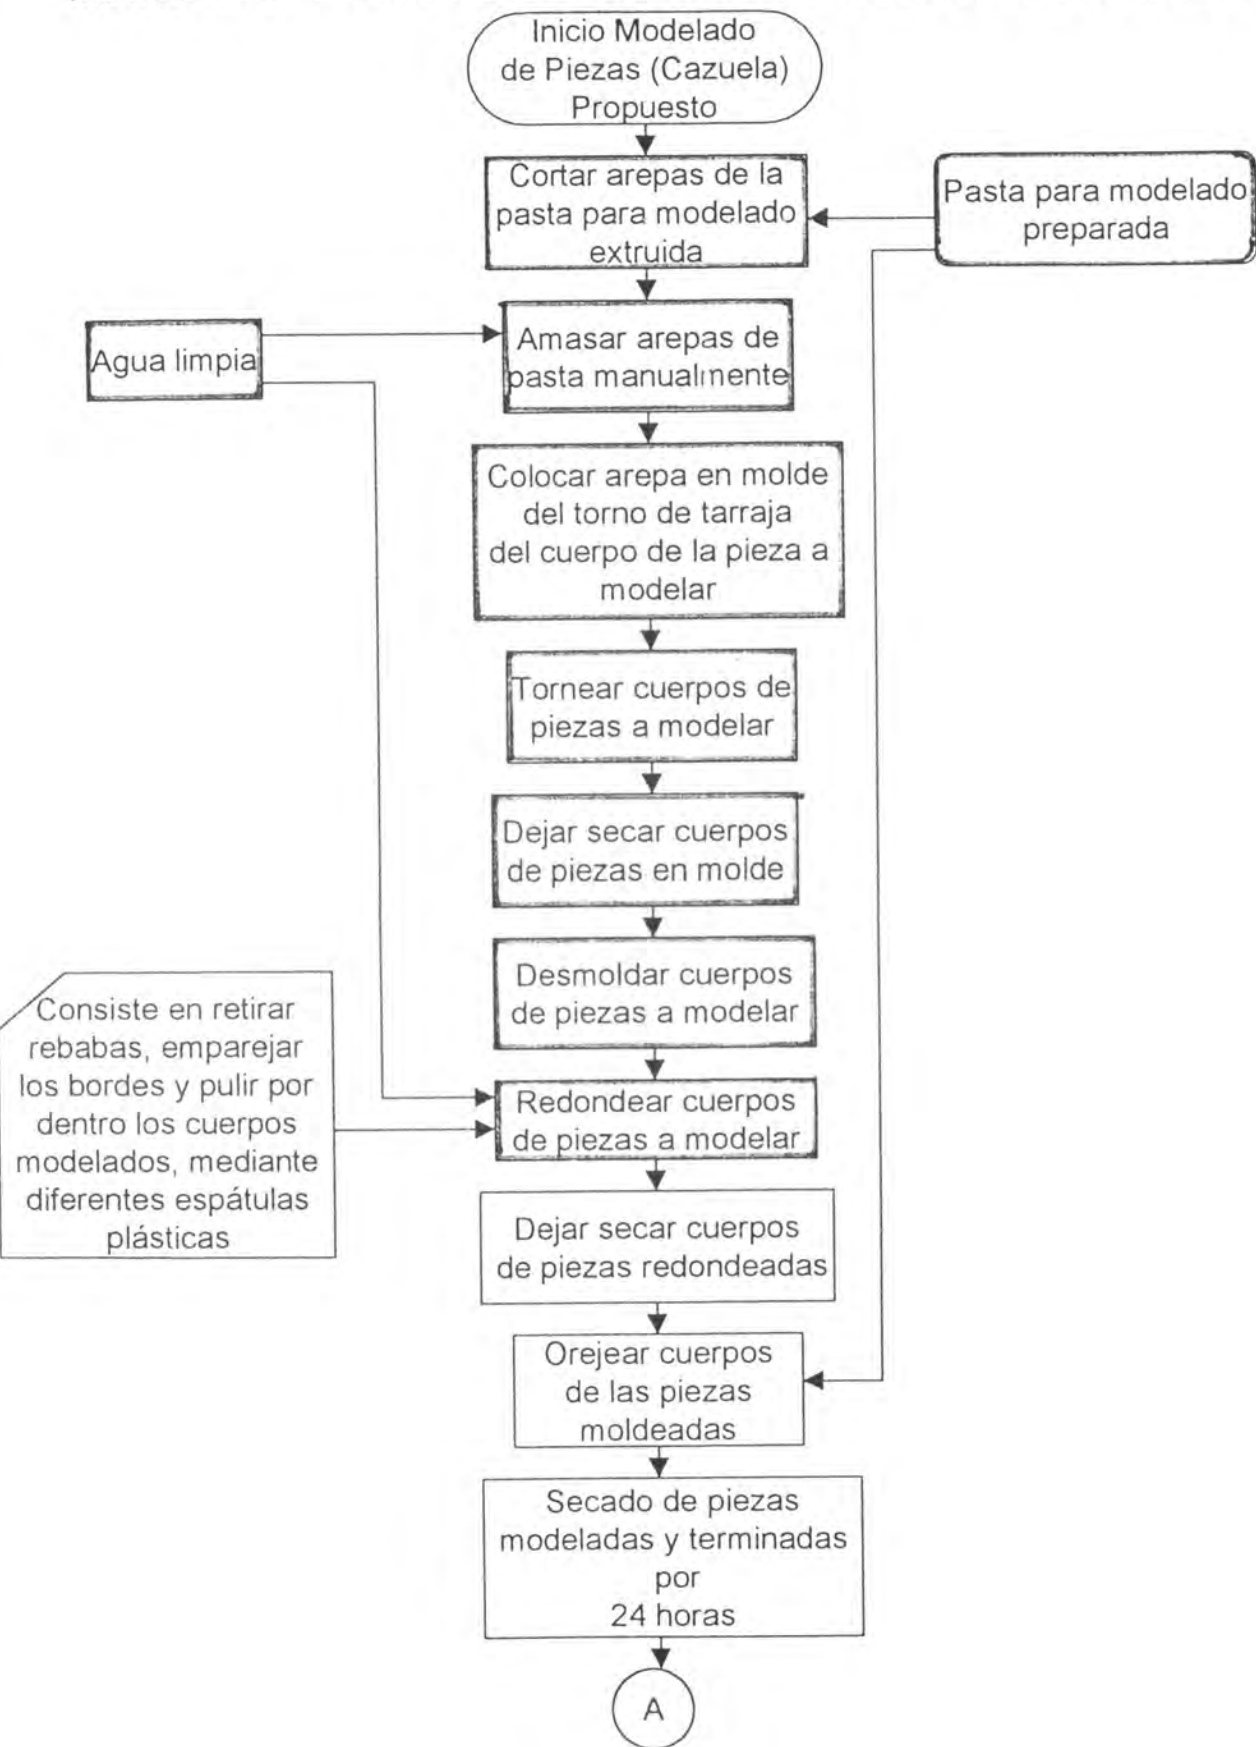 Inicio Modelado
de Piezas (Cazuela)
Propuesto
Cortar arepas de la
pasta para modelado
extruida
Pasta para modelado
preparada
Agua limpia
Amasar arepas de
pasta manualmente
Colocar arepa en molde
del torno de tarraja
del cuerpo de la pieza a
modelar
Tornear cuerpos de
piezas a modelar
Dejar secar cuerpos
de piezas en molde
Desmoldar cuerpos
de piezas a modelar
Consiste en retirar
rebabas, emparejar
los bordes y pulir por
dentro los cuerpos
modelados, mediante
diferentes espátulas
plásticas
Redondear cuerpos
de piezas a modelar
Dejar secar cuerpos
de piezas redondeadas
Orejear cuerpos
de las piezas
moldeadas
Secado de piezas
modeladas y terminadas
por
24 horas
A